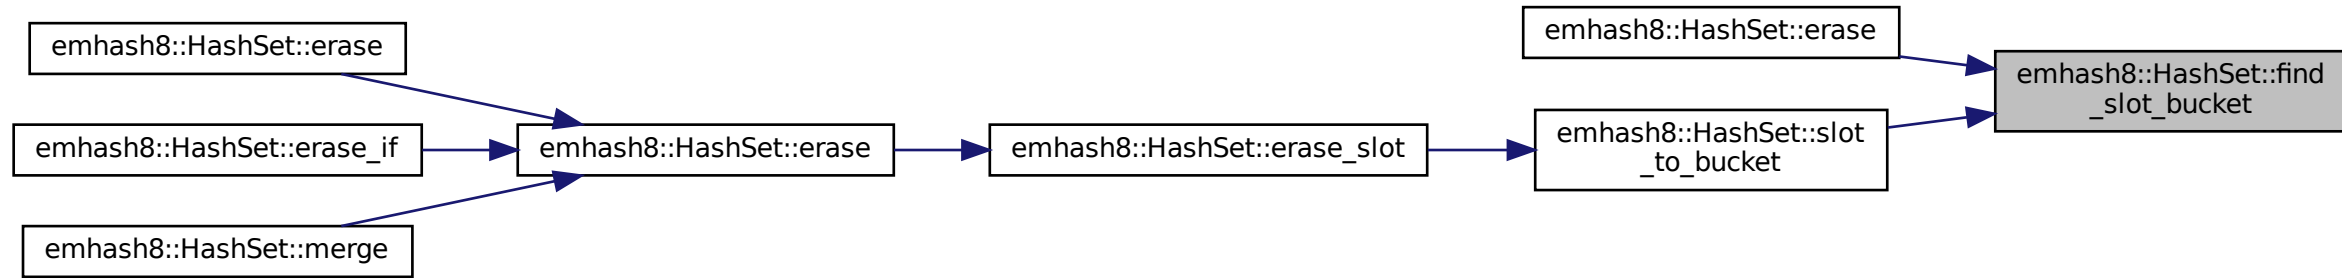 emhash8::HashSet::erase
emhash8::HashSet::erase_if
emhash8::HashSet::merge
emhash8::HashSet::erase
emhash8::HashSet::erase_slot
emhash8::HashSet::erase
emhash8::HashSet::slot
_to_bucket
emhash8::HashSet::find
_slot_bucket